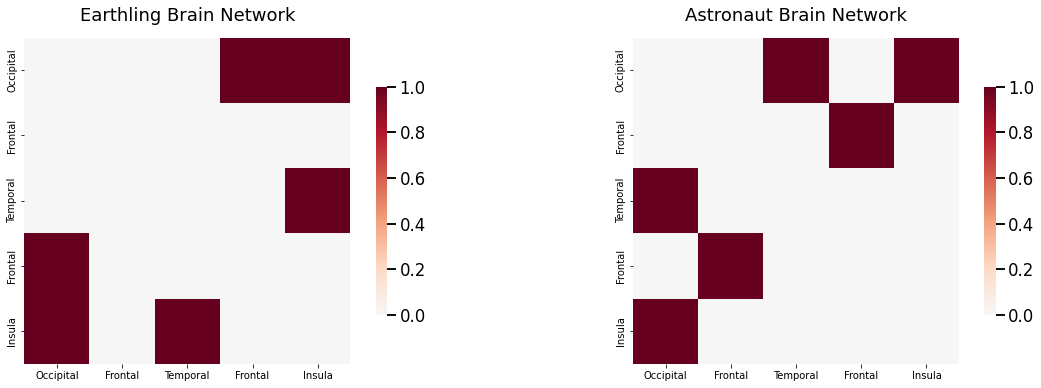 Earthling Brain Network
Occipital
Frontal
Temporal
Frontal
Insula
Occipital Frontal Temporal Frontal Insula
1.0
0.8
0.6
0.4
0.2
0.0
Astronaut Brain Network
Occipital
Frontal
Temporal
Frontal
Insula
Occipital Frontal Temporal Frontal Insula
1.0
0.8
0.6
0.4
0.2
0.0